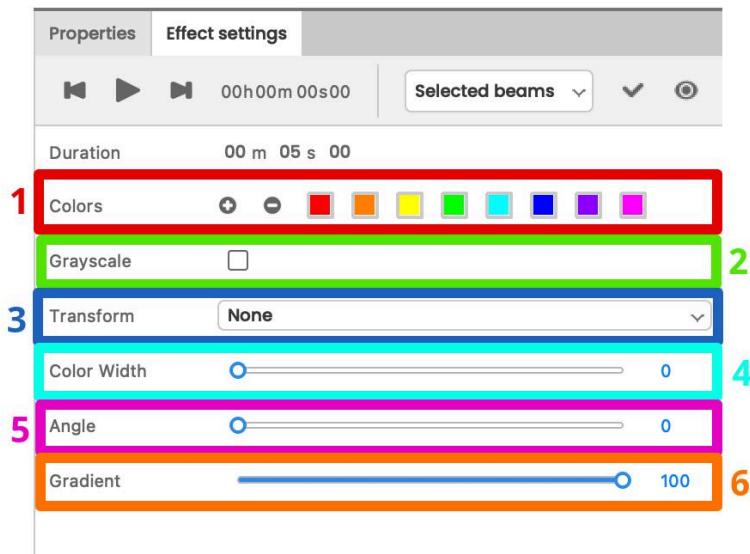 Properties Effect settings
00h00m00s00 Selected beams
Duration 00 m 05 s 00
1 Colors
Grayscale 2
3 Transform None
Color Width 0 4
5 Angle 0
Gradient 100 6